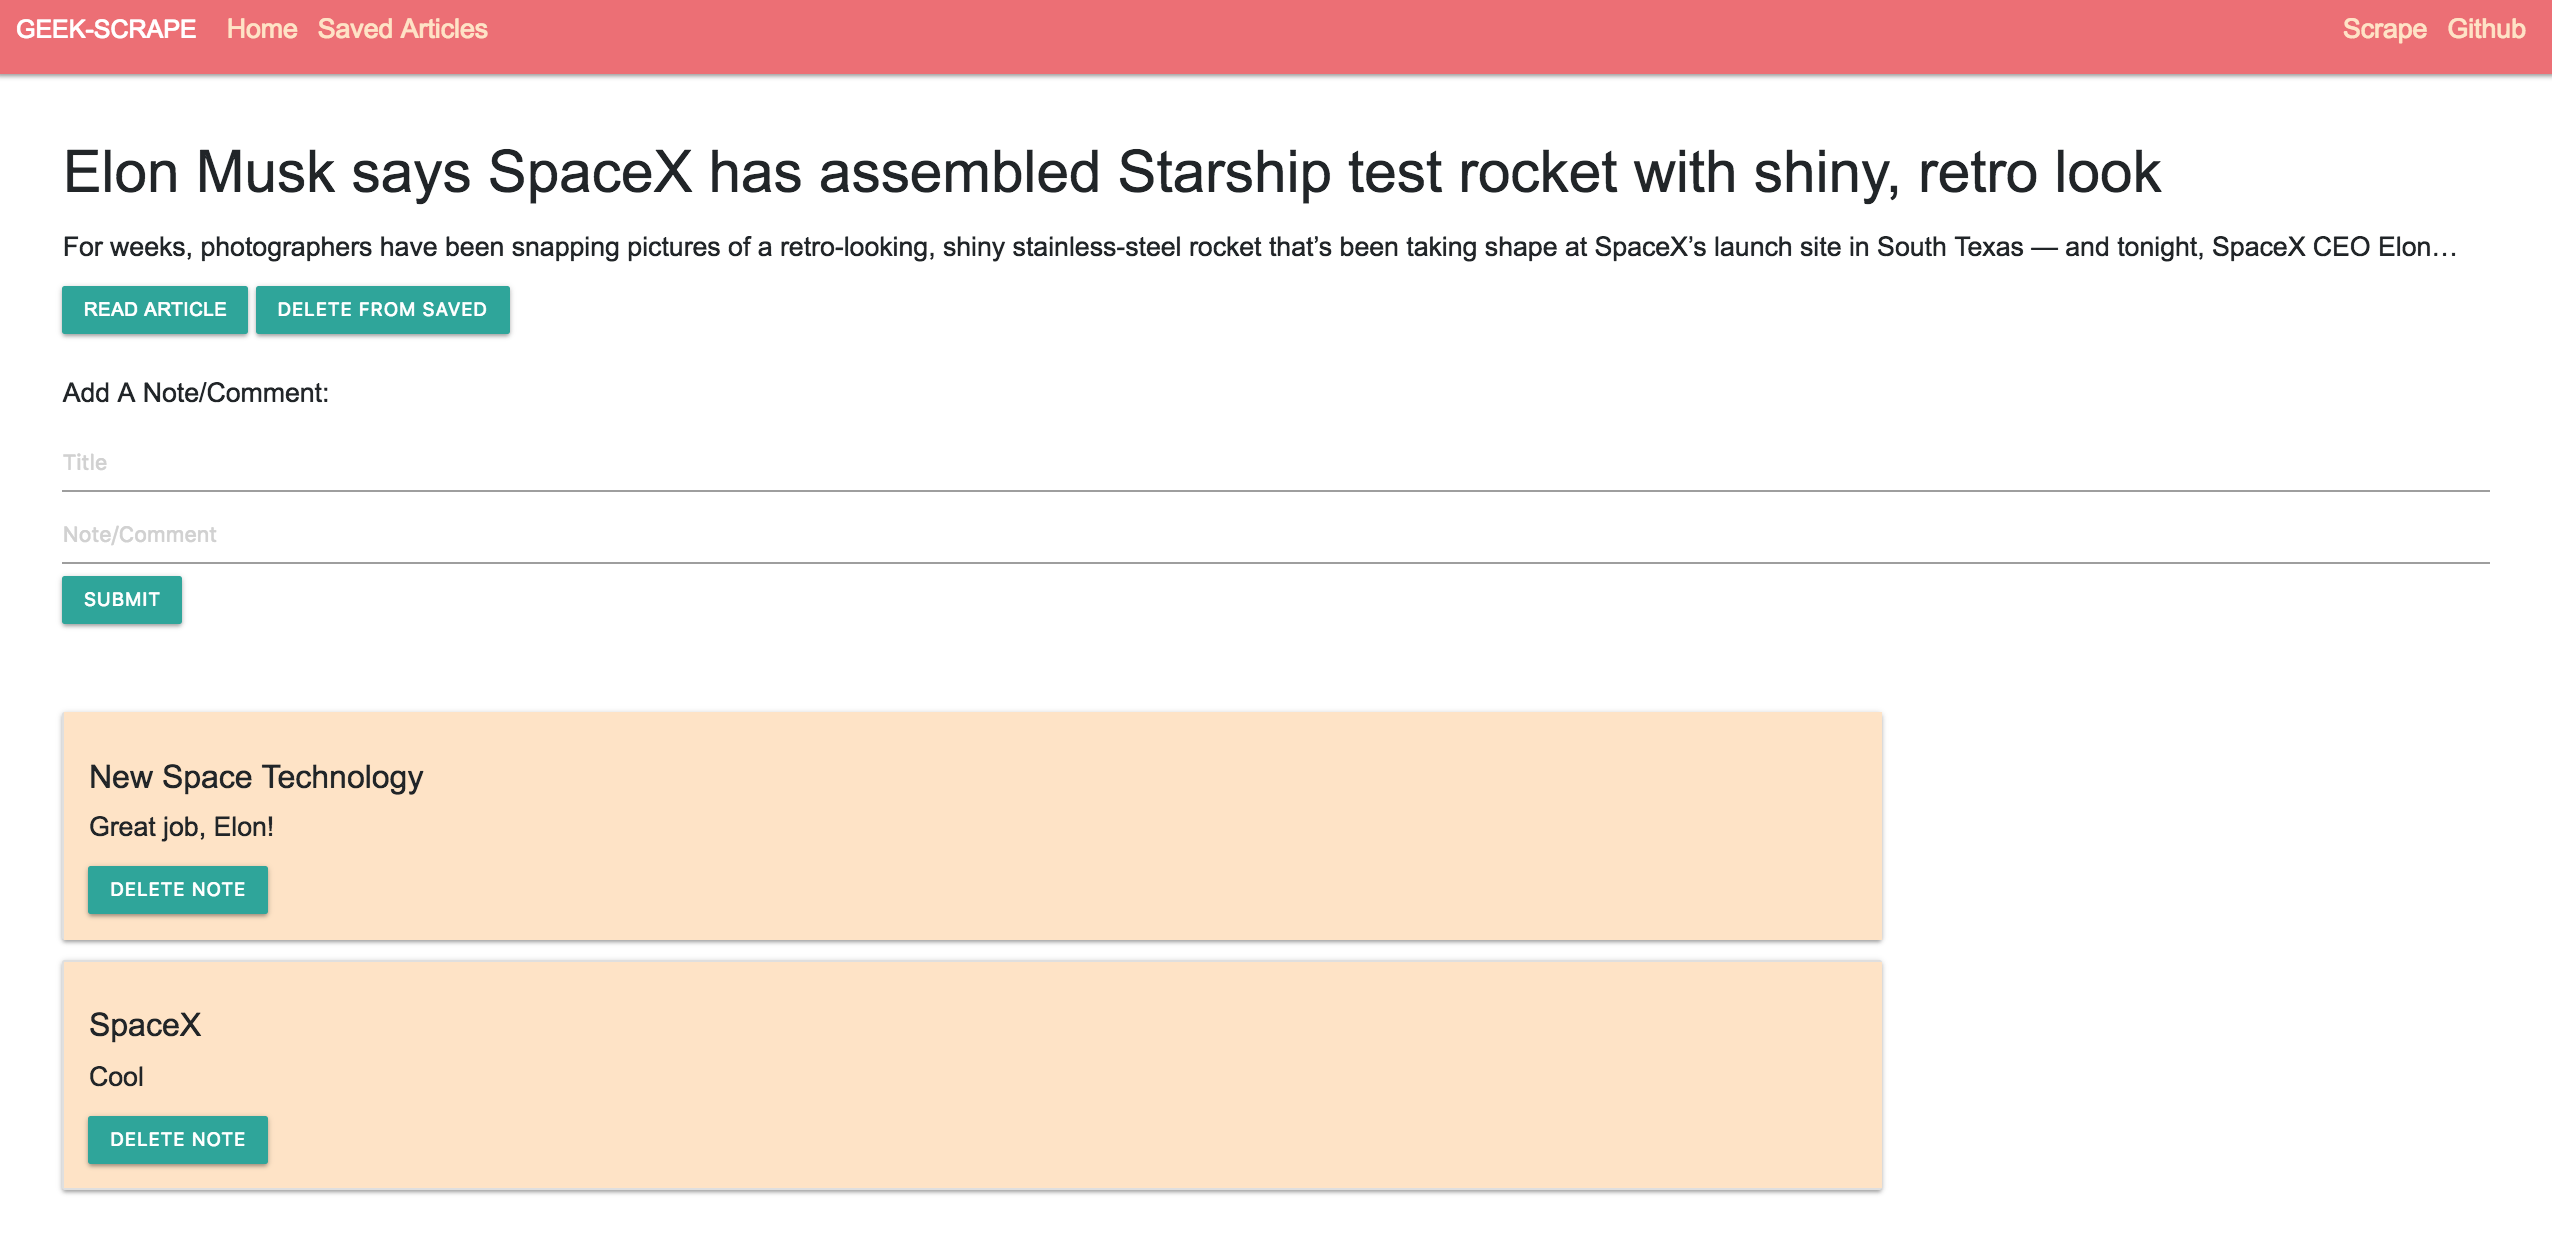 GEEK-SCRAPE Home Saved Articles Scrape Github
Elon Musk says SpaceX has assembled Starship test rocket with shiny, retro look
For weeks, photographers have been snapping pictures of a retro-looking, shiny stainless-steel rocket that’s been taking shape at SpaceX’s launch site in South Texas — and tonight, SpaceX CEO Elon…
READ ARTICLE DELETE FROM SAVED
Add A Note/Comment:
Title
Note/Comment
SUBMIT
New Space Technology
Great job, Elon!
DELETE NOTE
SpaceX
Cool
DELETE NOTE